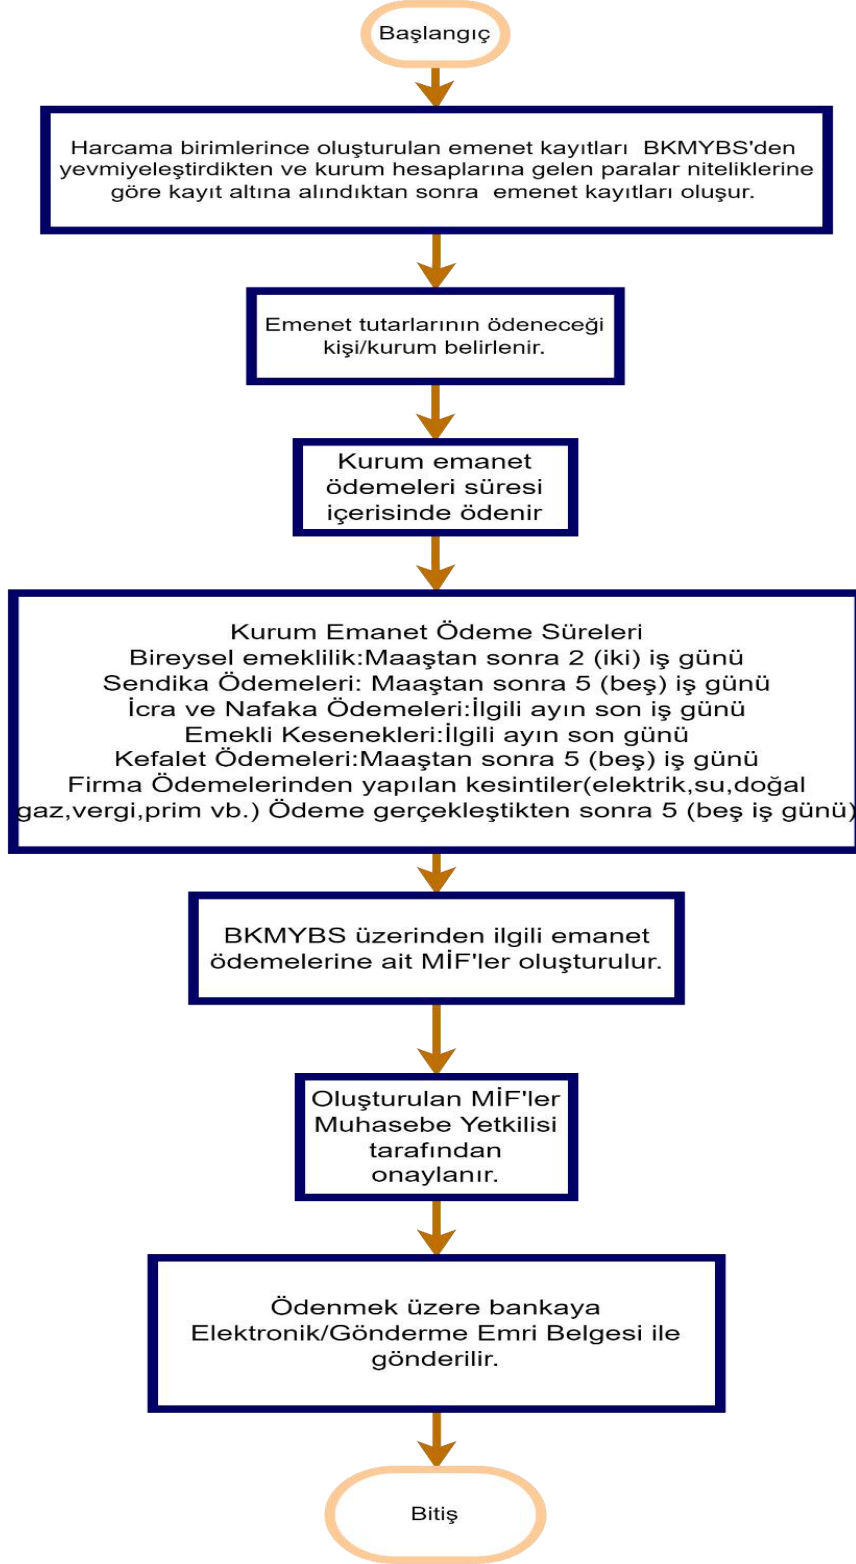 Başlangıç
Harcama birimlerince oluşturulan emenet kayıtları BKMYBS'den
yevmiyeleştirdikten ve kurum hesaplarına gelen paralar niteliklerine
göre kayıt altına alındıktan sonra emenet kayıtları oluşur.
Emenet tutarlarının ödeneceği
kişi/kurum belirlenir.
Kurum emanet
ödemeleri süresi
içerisinde ödenir
Kurum Emanet Ödeme Süreleri
Bireysel emeklilik:Maaştan sonra 2 (iki) iş günü
Sendika Ödemeleri: Maaştan sonra 5 (beş) iş günü
İcra ve Nafaka Ödemeleri:İlgili ayın son iş günü
Emekli Kesenekleri:İlgili ayın son günü
Kefalet Ödemeleri:Maaştan sonra 5 (beş) iş günü
Firma Ödemelerinden yapılan kesintiler(elektrik,su,doğal
gaz,vergi,prim vb.) Ödeme gerçekleştikten sonra 5 (beş iş günü)
BKMYBS üzerinden ilgili emanet
ödemelerine ait MİF'ler oluşturulur.
Oluşturulan MİF'ler
Muhasebe Yetkilisi
tarafından
onaylanır.
Ödenmek üzere bankaya
Elektronik/Gönderme Emri Belgesi ile
gönderilir.
Bitiş